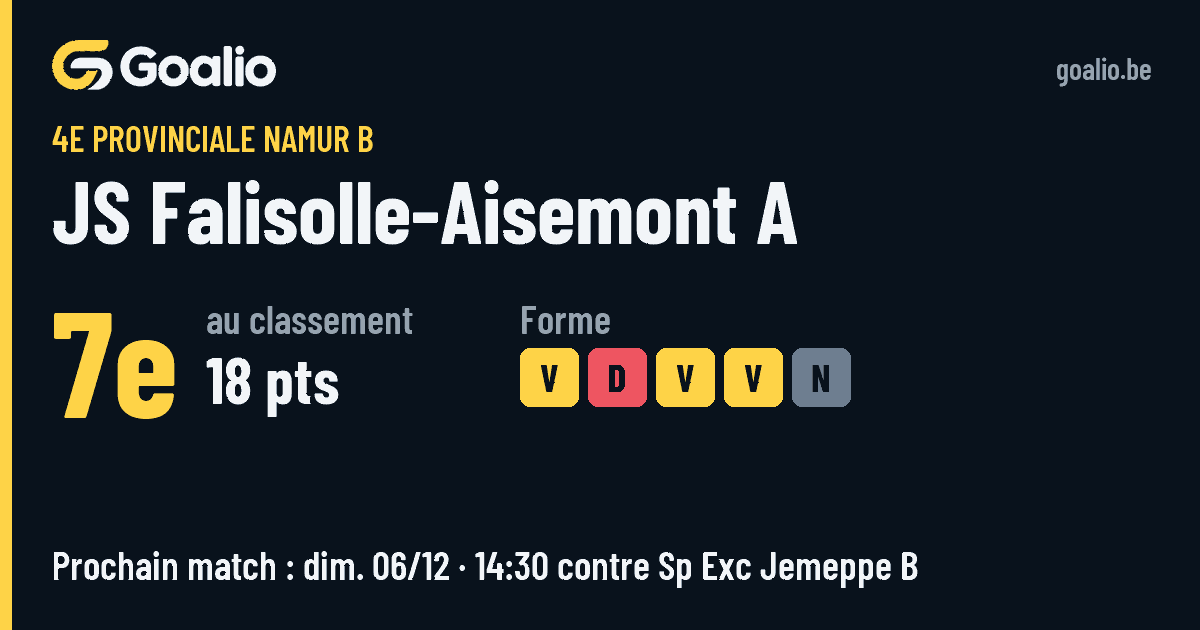 Goalio
goalio.be
4E PROVINCIALE NAMUR B
JS Falisolle-Aisemont A
7e
au classement
18 pts
Forme
V D V V N
Prochain match : dim. 06/12 · 14:30 contre Sp Exc Jemeppe B